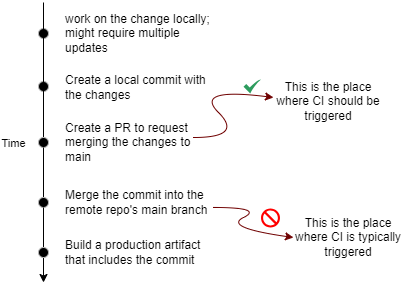 work on the change locally;
might require multiple
updates
Create a local commit with
the changes
This is the place
where CI should be
triggered
Create a PR to request
merging the changes to
main
Time
Merge the commit into the
remote repo's main branch
This is the place
where CI is typically
triggered
Build a production artifact
that includes the commit